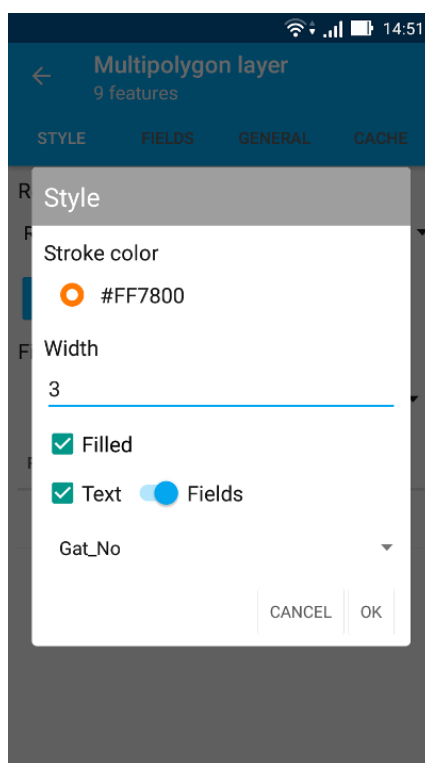 14:51
Multipolygon layer
9 features
STYLE FIELDS GENERAL CACHE
R
Style
Stroke color
#FF7800
Fi
Width
3
Filled
Text Fields
Gat_No
CANCEL OK